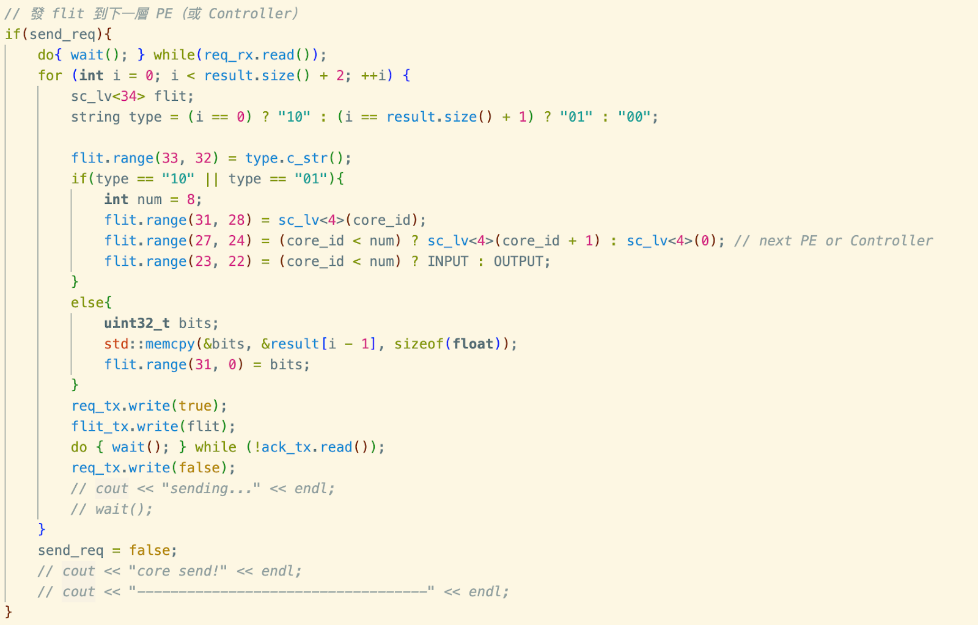 // 發 flit 到下一層 PE (或 Controller)
if(send_req){
    do{ wait(); } while(req_rx.read());
    for (int i = 0; i < result.size() + 2; ++i) {
        sc_lv<34> flit;
        string type = (i == 0) ? "10" : (i == result.size() + 1) ? "01" : "00";

        flit.range(33, 32) = type.c_str();
        if(type == "10" || type == "01"){
            int num = 8;
            flit.range(31, 28) = sc_lv<4>(core_id);
            flit.range(27, 24) = (core_id < num) ? sc_lv<4>(core_id + 1) : sc_lv<4>(0); // next PE or Controller
            flit.range(23, 22) = (core_id < num) ? INPUT : OUTPUT;
        }
        else{
            uint32_t bits;
            std::memcpy(&bits, &result[i - 1], sizeof(float));
            flit.range(31, 0) = bits;
        }
        req_tx.write(true);
        flit_tx.write(flit);
        do { wait(); } while (!ack_tx.read());
        req_tx.write(false);
        // cout << "sending..." << endl;
        // wait();
    }
    send_req = false;
    // cout << "core send!" << endl;
    // cout << "-----------------------------------" << endl;
}